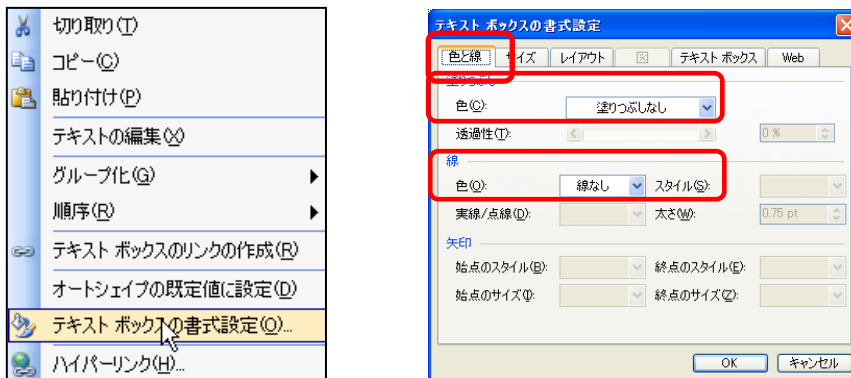 切り取り(T)
コピー(C)
貼り付け(P)
テキストの編集(X)
グループ化(G)
順序(R)
テキスト ボックスのリンクの作成(R)
オートシェイプの既定値に設定(D)
テキスト ボックスの書式設定(O)...
ハイパーリンク(H)...
テキスト ボックスの書式設定
色と線 サイズ レイアウト 図 テキスト ボックス Web
塗りつぶし
色(C): 塗りつぶしなし
透過性(T): 0 %
線
色(O): 線なし スタイル(S):
実線/点線(D): 太さ(W): 0.75 pt
矢印
始点のスタイル(B): 終点のスタイル(E):
始点のサイズ(I): 終点のサイズ(Z):
OK キャンセル